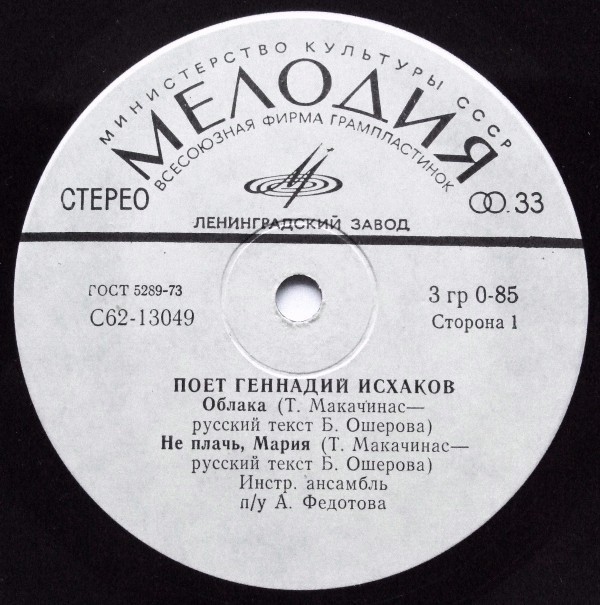 МИНИСТЕРСТВО КУЛЬТУРЫ СССР
МЕЛОДИЯ
ВСЕСОЮЗНАЯ ФИРМА ГРАМПЛАСТИНОК
СТЕРЕО
33
ЛЕНИНГРАДСКИЙ ЗАВОД
ГОСТ 5289-73
3 гр 0-85
С62-13049
Сторона 1
ПОЕТ ГЕННАДИЙ ИСХАКОВ
Облака (Т. Макачинас—
русский текст Б. Ошерова)
Не плачь, Мария (Т. Макачинас—
русский текст Б. Ошерова)
Инстр. ансамбль
п/у А. Федотова